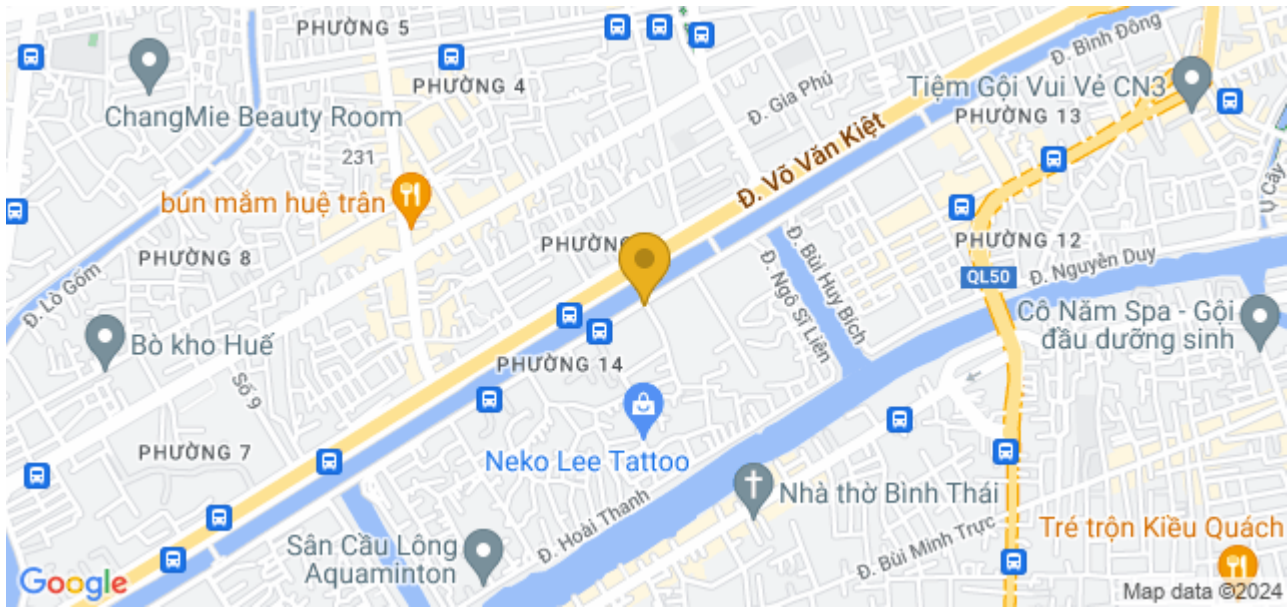 PHƯỜNG 5
Đ. Bình Đông
PHƯỜNG 4
Tiệm Gội Vui Vẻ CN3
Đ. Gia Phú
ChangMie Beauty Room
PHƯỜNG 13
Đ. Võ Văn Kiệt
231
bún mắm huệ trân
V. Cây
PHƯỜNG
PHƯỜNG 12
PHƯỜNG 8
Đ. Bùi Huy Bích
Đ. Nguyễn Duy
QL50
Đ. Lò Gốm
Đ. Ngô Sĩ Liên
Cô Năm Spa - Gội
đầu dưỡng sinh
Bò kho Huế
PHƯỜNG 14
Số 9
PHƯỜNG 7
Neko Lee Tattoo
Nhà thờ Bình Thái
Đ. Hoài Thanh
Đ. Bùi Minh Trực
Tré trộn Kiều Quách
Sân Cầu Lông
Aquaminton
Google
Map data ©2024